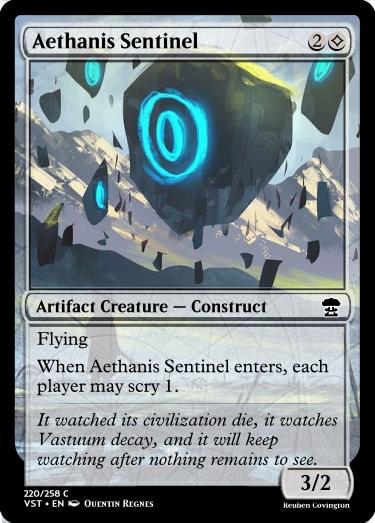 Aethanis Sentinel 2
Artifact Creature — Construct
Flying
When Aethanis Sentinel enters, each
player may scry 1.
It watched its civilization die, it watches
Vastuum decay, and it will keep
watching after nothing remains to see.
3/2
220/258 C
VST • EN Quentin Regnes
Reuben Covington